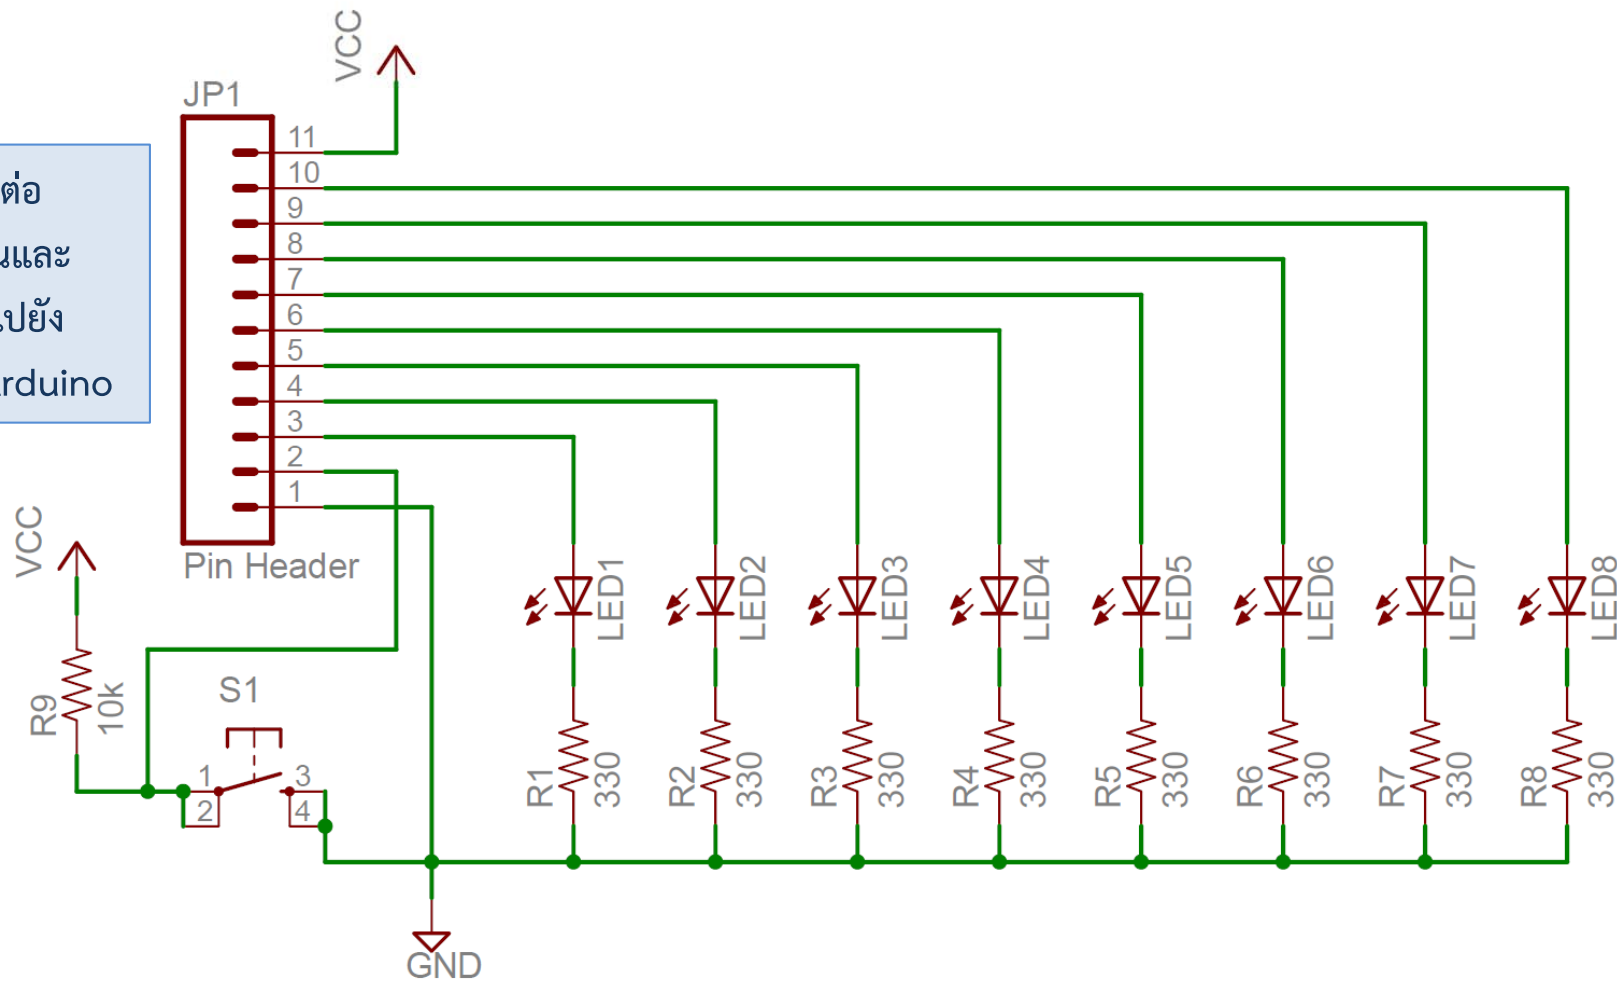 VCC
JP1
11
10
9
8
7
6
5
4
3
2
1
Pin Header
ต่อ
และ
ปยัง
rduino
VCC
R9
10k
S1
1
2
3
4
LED1
LED2
LED3
LED4
LED5
LED6
LED7
LED8
R1
330
R2
330
R3
330
R4
330
R5
330
R6
330
R7
330
R8
330
GND